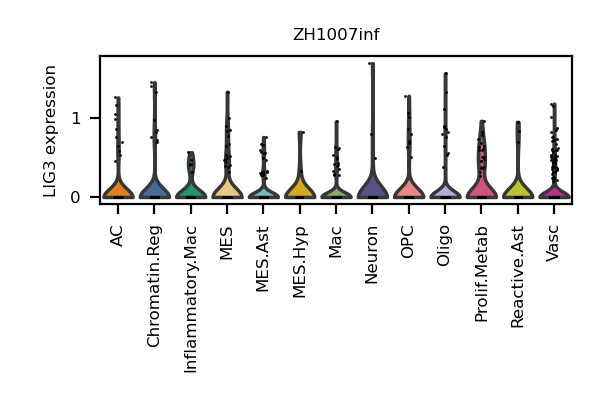 ZH1007inf
LIG3 expression
1
0
AC
Chromatin.Reg
Inflammatory.Mac
MES
MES.Ast
MES.Hyp
Mac
Neuron
OPC
Oligo
Prolif.Metab
Reactive.Ast
Vasc